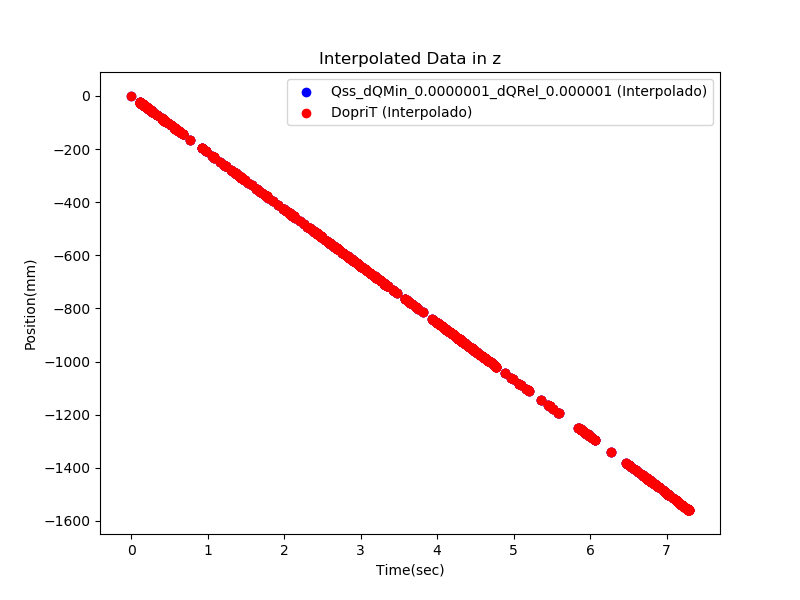 Interpolated Data in z
Qss_dQMin_0.0000001_dQRel_0.000001 (Interpolado)
DopriT (Interpolado)
0
−200
−400
−600
−800
−1000
−1200
−1400
−1600
Position(mm)
0 1 2 3 4 5 6 7
Time(sec)